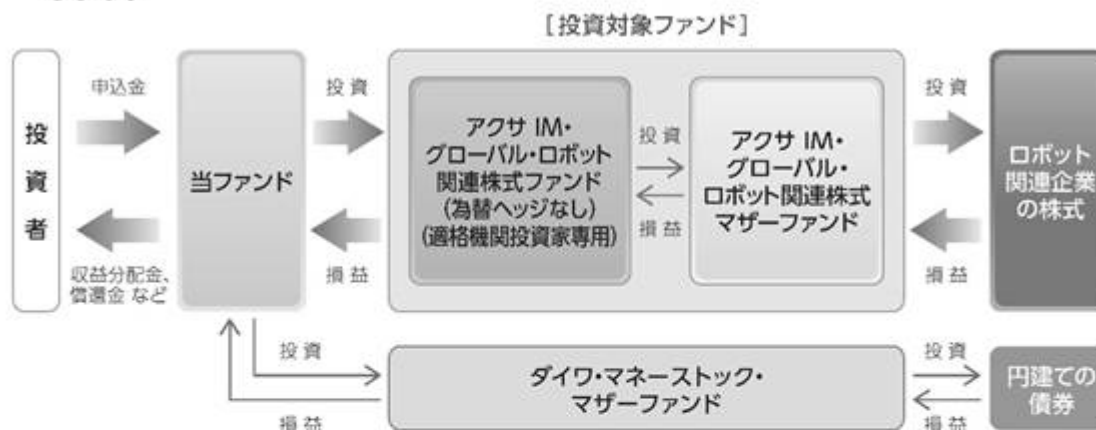 [投資対象ファンド]
投資者
申込金
収益分配金、
償還金 など
当ファンド
投資
損益
アクサ IM・
グローバル・ロボット
関連株式ファンド
(為替ヘッジなし)
(適格機関投資家専用)
投資
損益
アクサ IM・
グローバル・
ロボット関連株式
マザーファンド
投資
損益
ロボット
関連企業
の株式
投資
損益
ダイワ・マネーストック・
マザーファンド
投資
損益
円建ての
債券